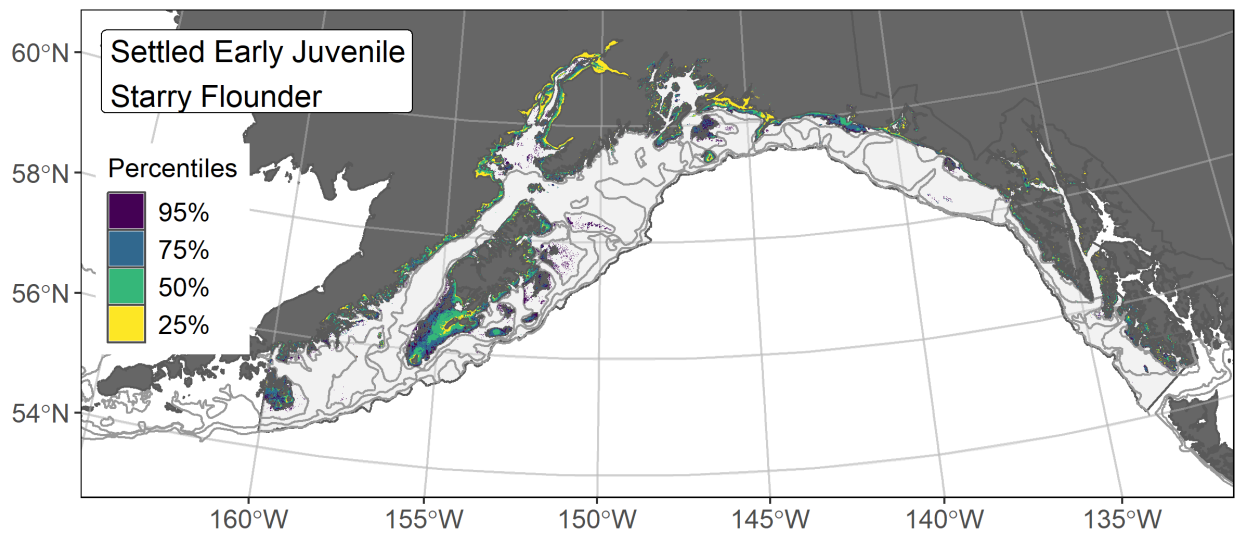 Settled Early Juvenile
Starry Flounder
Percentiles
95%
75%
50%
25%
60°N
58°N
56°N
54°N
160°W
155°W
150°W
145°W
140°W
135°W